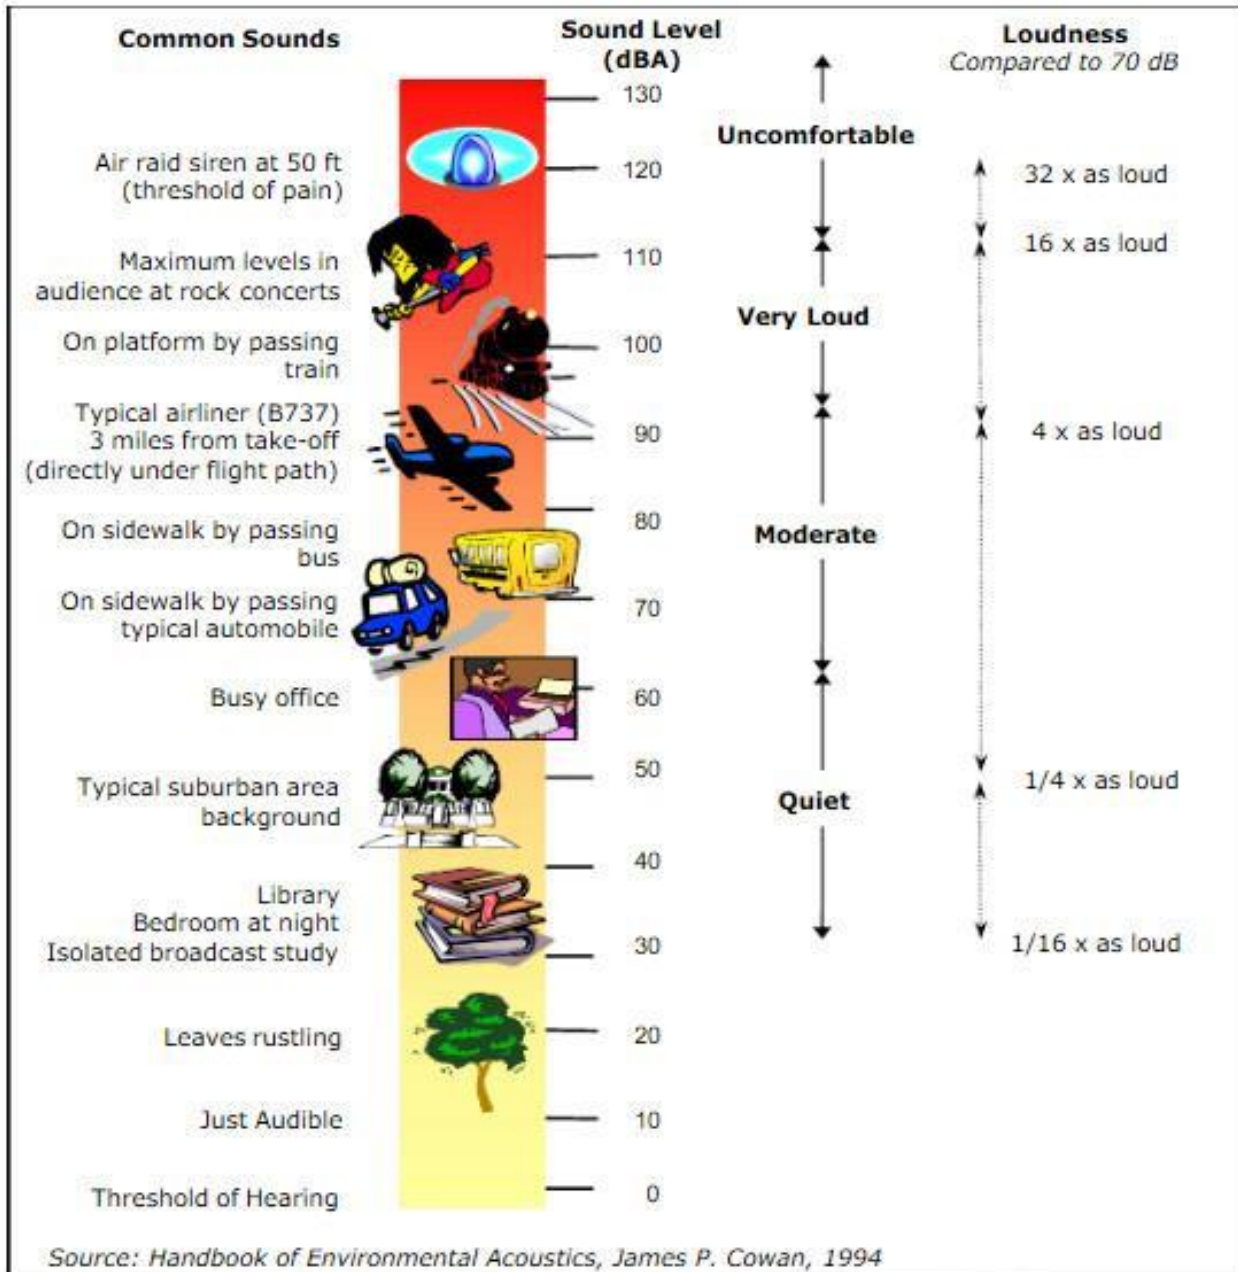 Common Sounds
Sound Level
(dBA)
Loudness
Compared to 70 dB
130
Uncomfortable
Air raid siren at 50 ft
(threshold of pain)
120
32 x as loud
16 x as loud
Maximum levels in
audience at rock concerts
110
Very Loud
On platform by passing
train
100
Typical airliner (B737)
3 miles from take-off
(directly under flight path)
90
4 x as loud
On sidewalk by passing
bus
80
Moderate
On sidewalk by passing
typical automobile
70
Busy office
60
Typical suburban area
background
50
1/4 x as loud
Quiet
40
Library
Bedroom at night
Isolated broadcast study
30
1/16 x as loud
Leaves rustling
20
Just Audible
10
Threshold of Hearing
0
Source: Handbook of Environmental Acoustics, James P. Cowan, 1994